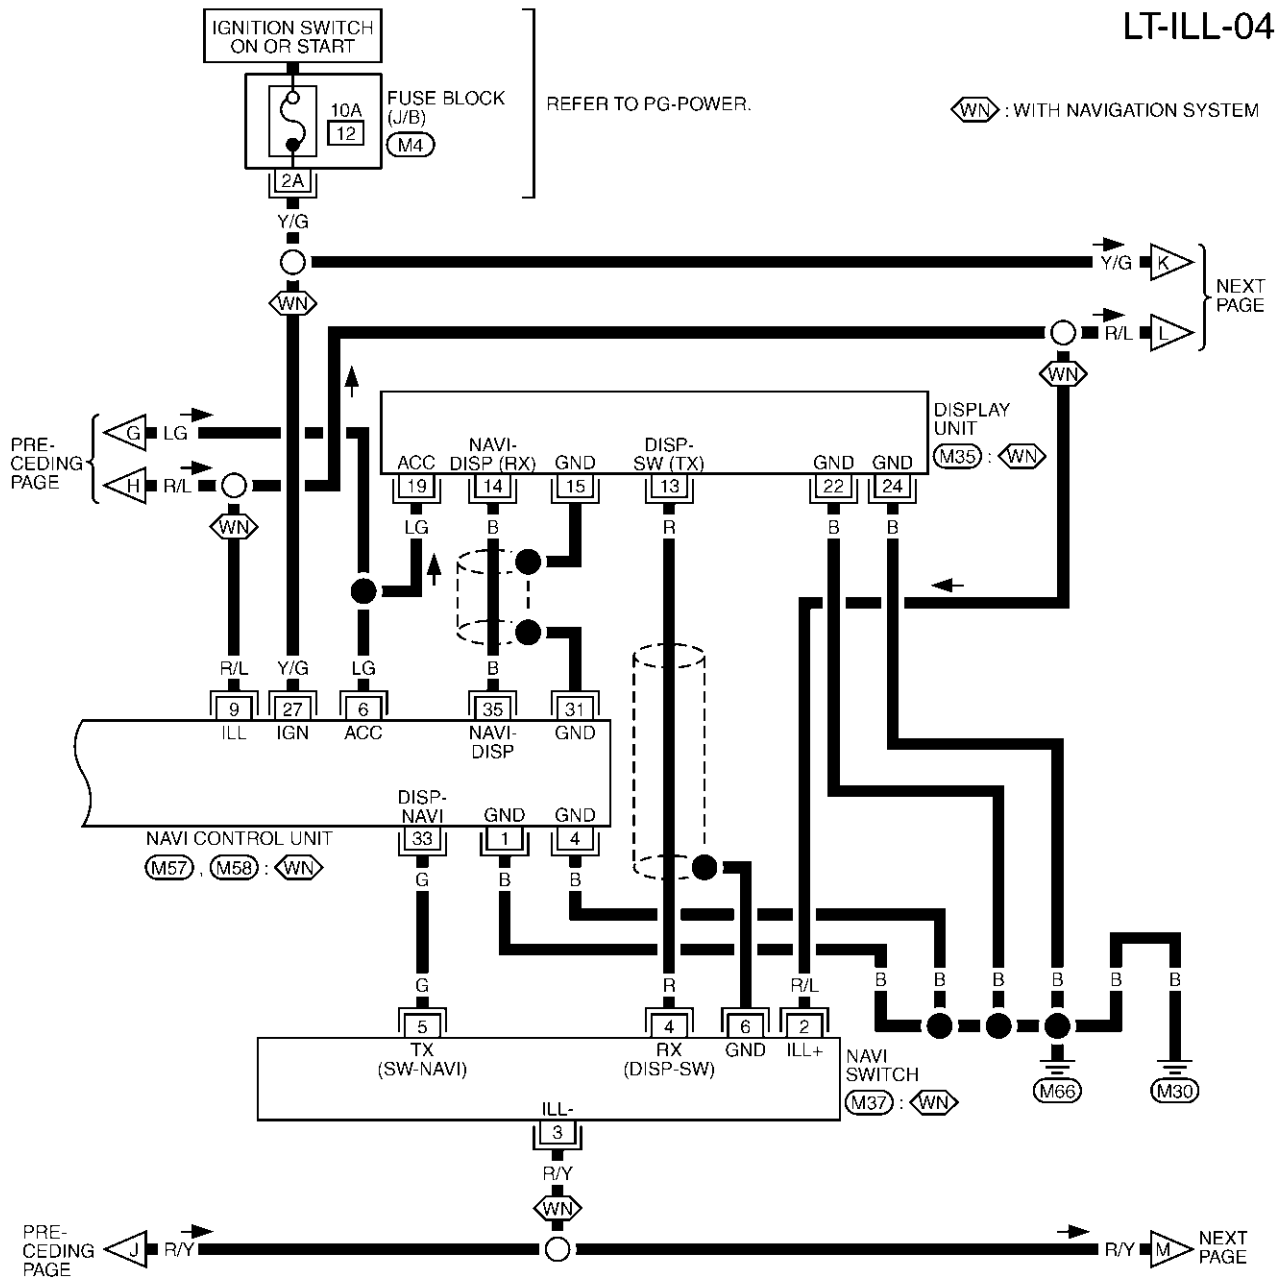 LT-ILL-04
IGNITION SWITCH
ON OR START
FUSE BLOCK
(J/B)
M4
10A
12
2A
REFER TO PG-POWER.
WN : WITH NAVIGATION SYSTEM
Y/G
Y/G K
WN
R/L L
NEXT
PAGE
WN
PRE-
CEDING
PAGE
G LG
H R/L
WN
DISPLAY
UNIT
M35 : WN
ACC
NAVI-
DISP (RX)
GND
DISP-
SW (TX)
GND
GND
19
14
15
13
22
24
LG
B
R
B
B
R/L
Y/G
LG
B
9
27
6
35
31
ILL
IGN
ACC
NAVI-
DISP
GND
DISP-
NAVI
GND
GND
NAVI CONTROL UNIT
M57 , M58 : WN
33
1
4
G
B
B
G
R
R/L
B
B
B
B
B
B
5
4
6
2
TX
(SW-NAVI)
RX
(DISP-SW)
GND
ILL+
NAVI
SWITCH
M37 : WN
M66
M30
ILL-
3
R/Y
WN
PRE-
CEDING
PAGE
J R/Y
R/Y M
NEXT
PAGE